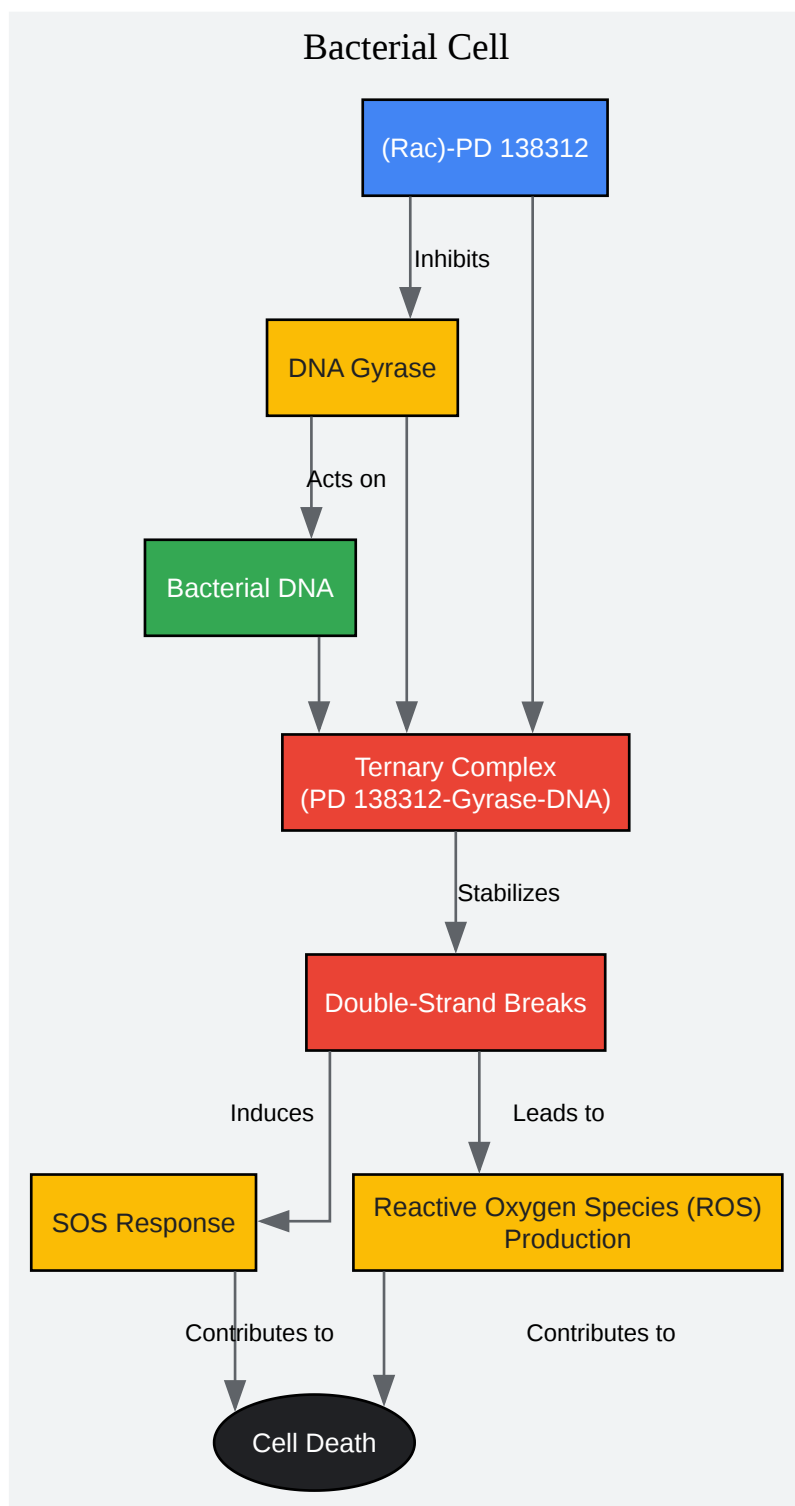 Bacterial Cell
(Rac)-PD 138312
Inhibits
DNA Gyrase
Acts on
Bacterial DNA
Ternary Complex
(PD 138312-Gyrase-DNA)
Stabilizes
Double-Strand Breaks
Induces
Leads to
SOS Response
Reactive Oxygen Species (ROS)
Production
Contributes to
Contributes to
Cell Death